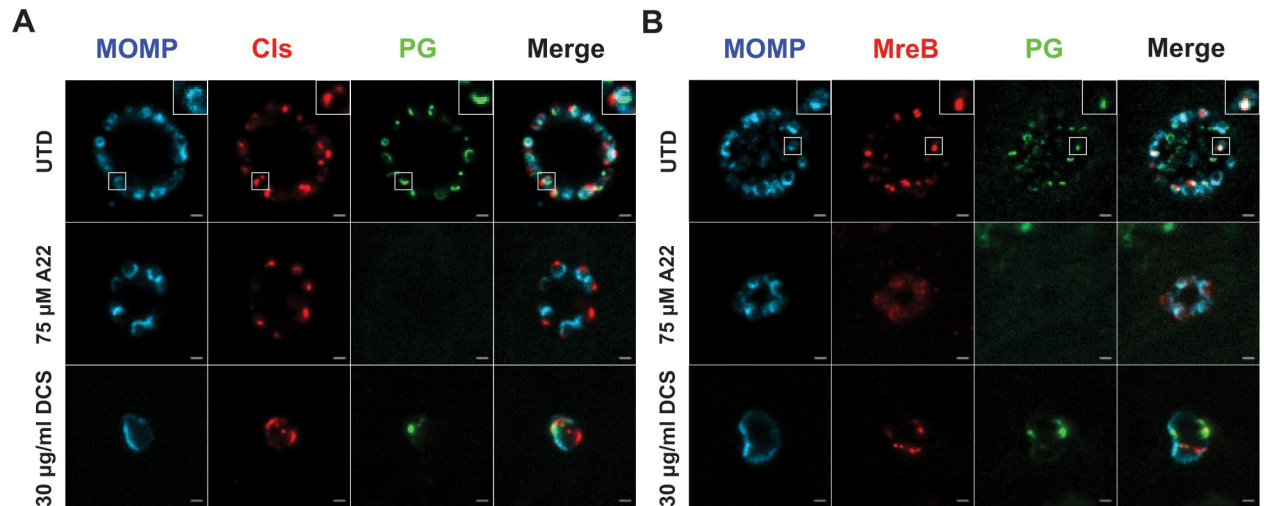 A
MOMP Cls PG Merge
UTD
75 µM A22
30 µg/ml DCS
B
MOMP MreB PG Merge
UTD
75 µM A22
30 µg/ml DCS